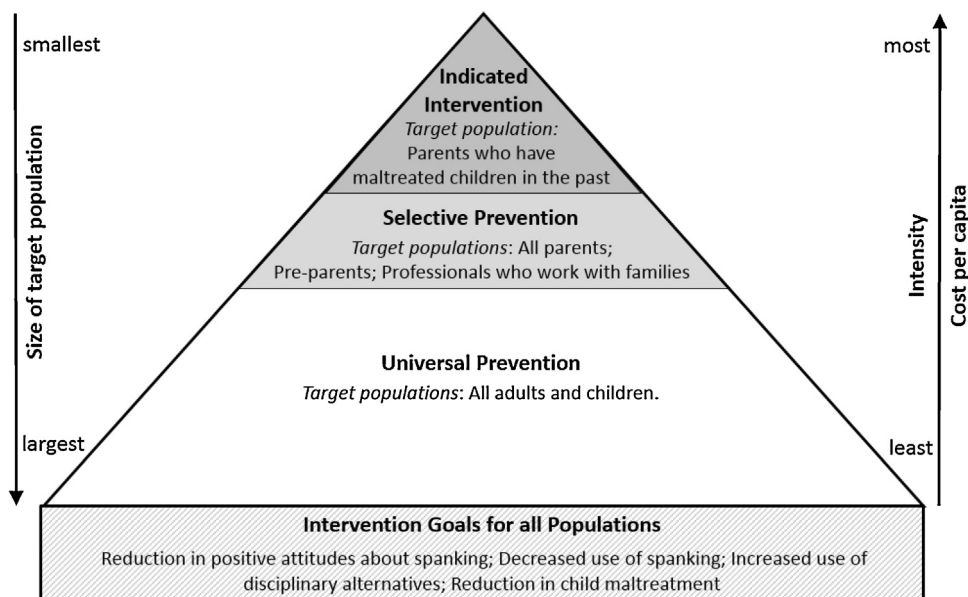 smallest
most
Indicated
Intervention
Target population:
Parents who have
maltreated children in the past
Selective Prevention
Target populations: All parents;
Pre-parents; Professionals who work with families
Size of target population
Intensity
Cost per capita
Universal Prevention
Target populations: All adults and children.
largest
least
Intervention Goals for all Populations
Reduction in positive attitudes about spanking; Decreased use of spanking; Increased use of
disciplinary alternatives; Reduction in child maltreatment